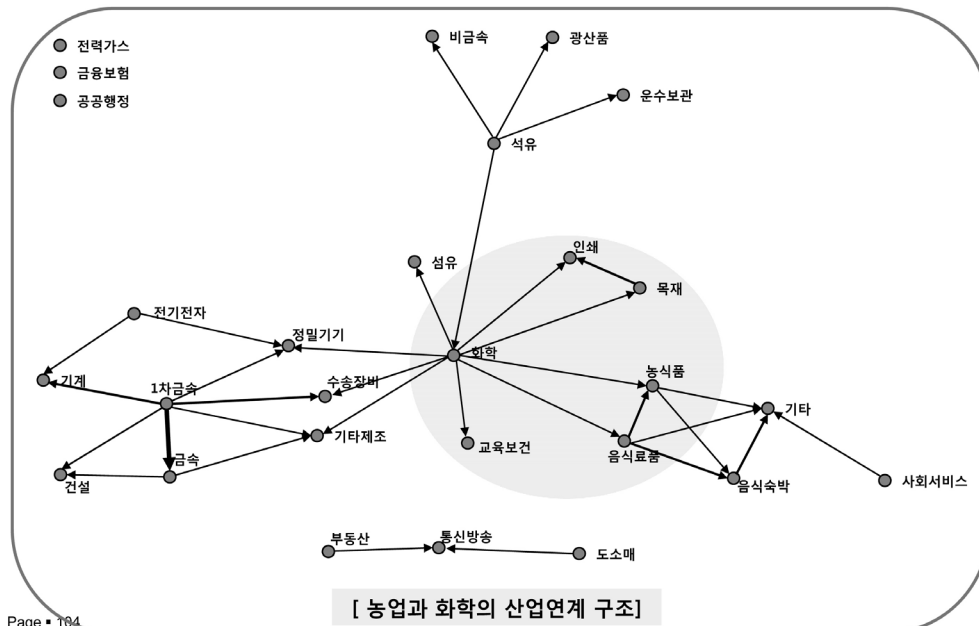 전력가스
금융보험
공공행정
비금속
광산품
운수보관
석유
섬유
인쇄
목재
전기전자
정밀기기
화학
기계
1차금속
수송장비
농식품
기타
기타제조
교육보건
음식료품
금속
건설
음식숙박
사회서비스
부동산
통신방송
도소매
[ 농업과 화학의 산업연계 구조]
Page ▪ 104